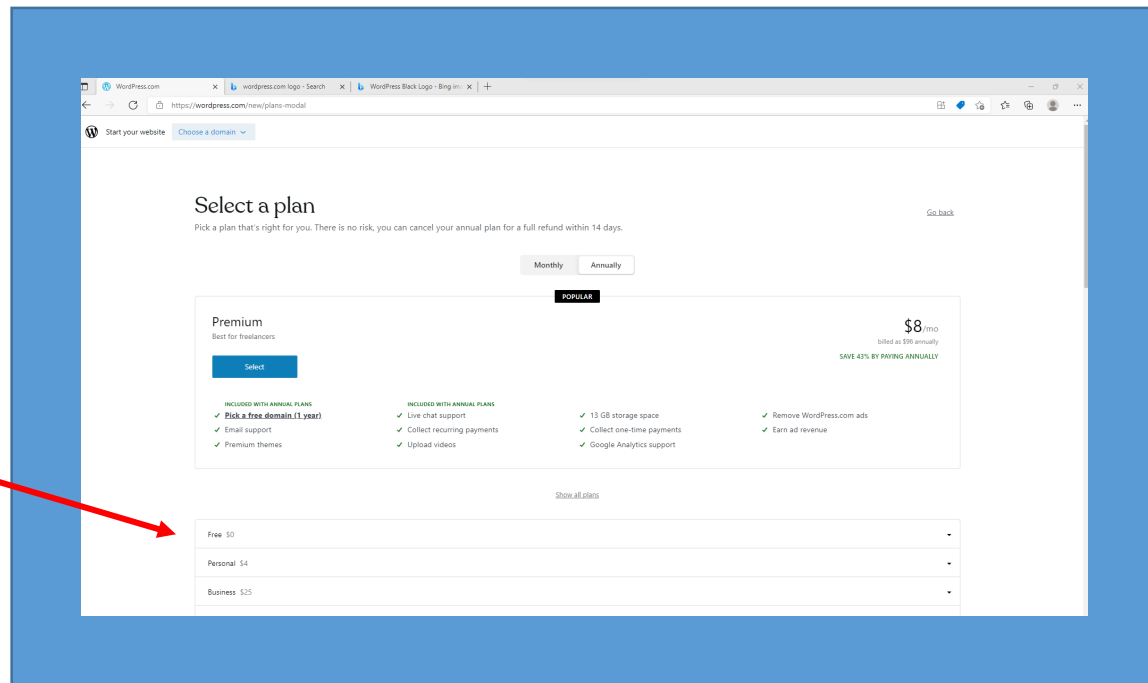 WordPress.com
wordpress.com logo - Search
WordPress Black Logo - Bing im
https://wordpress.com/new/plans-modal
Start your website Choose a domain
Select a plan
Go back
Pick a plan that's right for you. There is no risk, you can cancel your annual plan for a full refund within 14 days.
Monthly Annually
POPULAR
Premium
$8/mo
Best for freelancers
billed as $96 annually
SAVE 43% BY PAYING ANNUALLY
Select
INCLUDED WITH ANNUAL PLANS
Pick a free domain (1 year)
Email support
Premium themes
INCLUDED WITH ANNUAL PLANS
Live chat support
Collect recurring payments
Upload videos
13 GB storage space
Collect one-time payments
Google Analytics support
Remove WordPress.com ads
Earn ad revenue
Show all plans
Free $0
Personal $4
Business $25